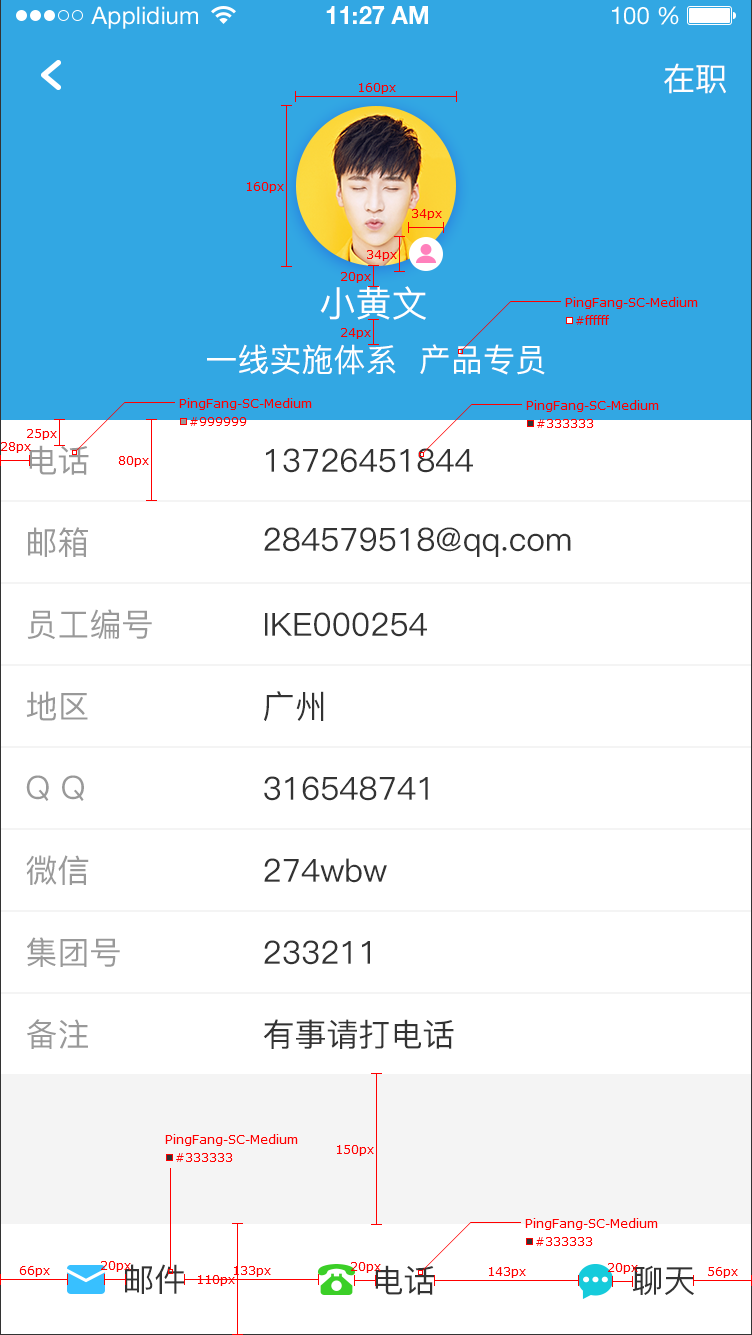 Applidium 11:27 AM 100 %
在职
160px
160px
34px
34px
20px
小黄文
PingFang-SC-Medium
#ffffff
24px
一线实施体系 产品专员
PingFang-SC-Medium
#999999
PingFang-SC-Medium
#333333
25px
28px
80px
电话 13726451844
邮箱 284579518@qq.com
员工编号 IKE000254
地区 广州
Q Q 316548741
微信 274wbw
集团号 233211
备注 有事请打电话
PingFang-SC-Medium
#333333
150px
PingFang-SC-Medium
#333333
66px 20px 邮件 110px 133px 20px 电话 143px 20px 聊天 56px